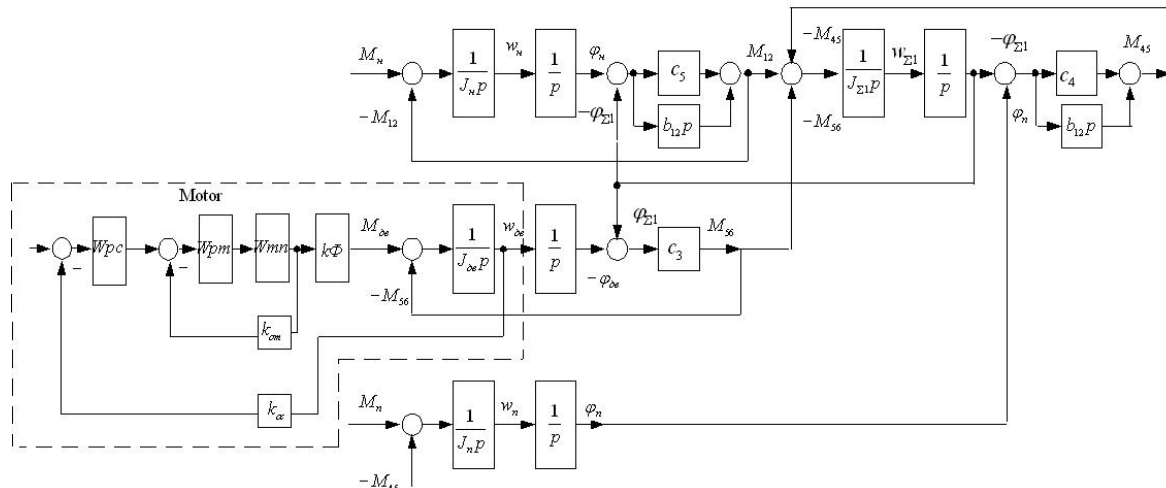 M_н
−M_12
1
J_н p
w_н
1
p
φ_н
−φ_Σ1
c_5
b_12 p
M_12
−M_45
−M_56
1
J_Σ1 p
w_Σ1
1
p
−φ_Σ1
φ_n
c_4
b_12 p
M_45
Motor
−
Wpc
−
Wpm
Wmn
kФ
k_om
k_oc
M_дв
−M_56
1
J_дв p
w_дв
1
p
−φ_дв
φ_Σ1
c_3
M_56
M_n
−M_45
1
J_n p
w_n
1
p
φ_n